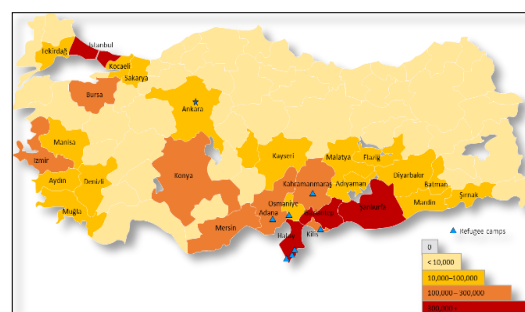 Tekirdağ
İstanbul
Kocaeli
Sakarya
Bursa
Ankara
Manisa
İzmir
Aydın
Denizli
Muğla
Konya
Kayseri
Malatya
Elazığ
Diyarbakır
Batman
Kahramanmaraş
Adıyaman
Mardin
Şırnak
Osmaniye
Adana
Şanlıurfa
Mersin
Hatay
Kilis
Refugee camps
0
< 10,000
10,000–100,000
100,000 – 300,000